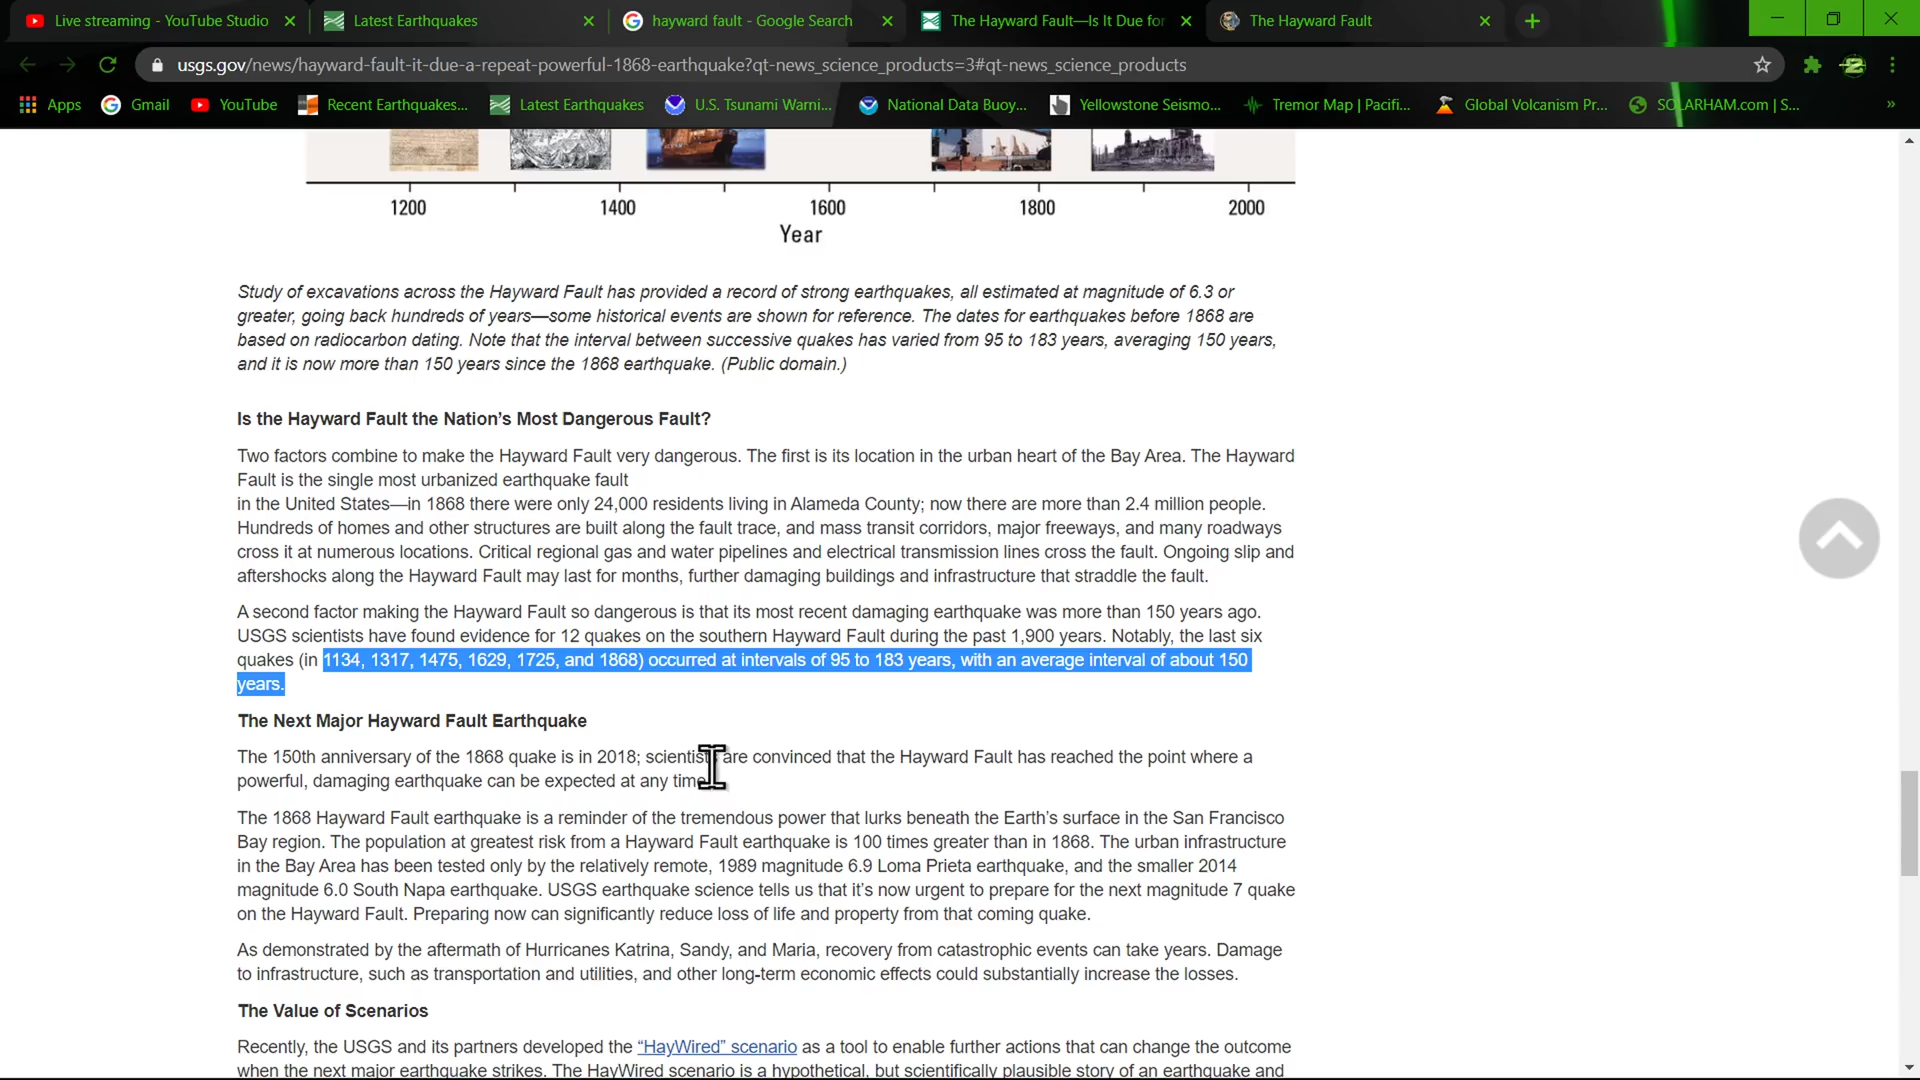 Live streaming - YouTube Studio
Latest Earthquakes
hayward fault - Google Search
The Hayward Fault—Is It Due for
The Hayward Fault
usgs.gov/news/hayward-fault-it-due-a-repeat-powerful-1868-earthquake?qt-news_science_products=3#qt-news_science_products
Apps
Gmail
YouTube
Recent Earthquakes...
Latest Earthquakes
U.S. Tsunami Warni...
National Data Buoy...
Yellowstone Seismo...
Tremor Map | Pacifi...
Global Volcanism Pr...
SOLARHAM.com | S...
»
1200 1400 1600 1800 2000
Year
Study of excavations across the Hayward Fault has provided a record of strong earthquakes, all estimated at magnitude of 6.3 or
greater, going back hundreds of years—some historical events are shown for reference. The dates for earthquakes before 1868 are
based on radiocarbon dating. Note that the interval between successive quakes has varied from 95 to 183 years, averaging 150 years,
and it is now more than 150 years since the 1868 earthquake. (Public domain.)
Is the Hayward Fault the Nation's Most Dangerous Fault?
Two factors combine to make the Hayward Fault very dangerous. The first is its location in the urban heart of the Bay Area. The Hayward
Fault is the single most urbanized earthquake fault
in the United States—in 1868 there were only 24,000 residents living in Alameda County; now there are more than 2.4 million people.
Hundreds of homes and other structures are built along the fault trace, and mass transit corridors, major freeways, and many roadways
cross it at numerous locations. Critical regional gas and water pipelines and electrical transmission lines cross the fault. Ongoing slip and
aftershocks along the Hayward Fault may last for months, further damaging buildings and infrastructure that straddle the fault.
A second factor making the Hayward Fault so dangerous is that its most recent damaging earthquake was more than 150 years ago.
USGS scientists have found evidence for 12 quakes on the southern Hayward Fault during the past 1,900 years. Notably, the last six
quakes (in 1134, 1317, 1475, 1629, 1725, and 1868) occurred at intervals of 95 to 183 years, with an average interval of about 150
years.
The Next Major Hayward Fault Earthquake
The 150th anniversary of the 1868 quake is in 2018; scientists are convinced that the Hayward Fault has reached the point where a
powerful, damaging earthquake can be expected at any time.
The 1868 Hayward Fault earthquake is a reminder of the tremendous power that lurks beneath the Earth's surface in the San Francisco
Bay region. The population at greatest risk from a Hayward Fault earthquake is 100 times greater than in 1868. The urban infrastructure
in the Bay Area has been tested only by the relatively remote, 1989 magnitude 6.9 Loma Prieta earthquake, and the smaller 2014
magnitude 6.0 South Napa earthquake. USGS earthquake science tells us that it's now urgent to prepare for the next magnitude 7 quake
on the Hayward Fault. Preparing now can significantly reduce loss of life and property from that coming quake.
As demonstrated by the aftermath of Hurricanes Katrina, Sandy, and Maria, recovery from catastrophic events can take years. Damage
to infrastructure, such as transportation and utilities, and other long-term economic effects could substantially increase the losses.
The Value of Scenarios
Recently, the USGS and its partners developed the “HayWired” scenario as a tool to enable further actions that can change the outcome
when the next major earthquake strikes. The HayWired scenario is a hypothetical, but scientifically plausible story of an earthquake and